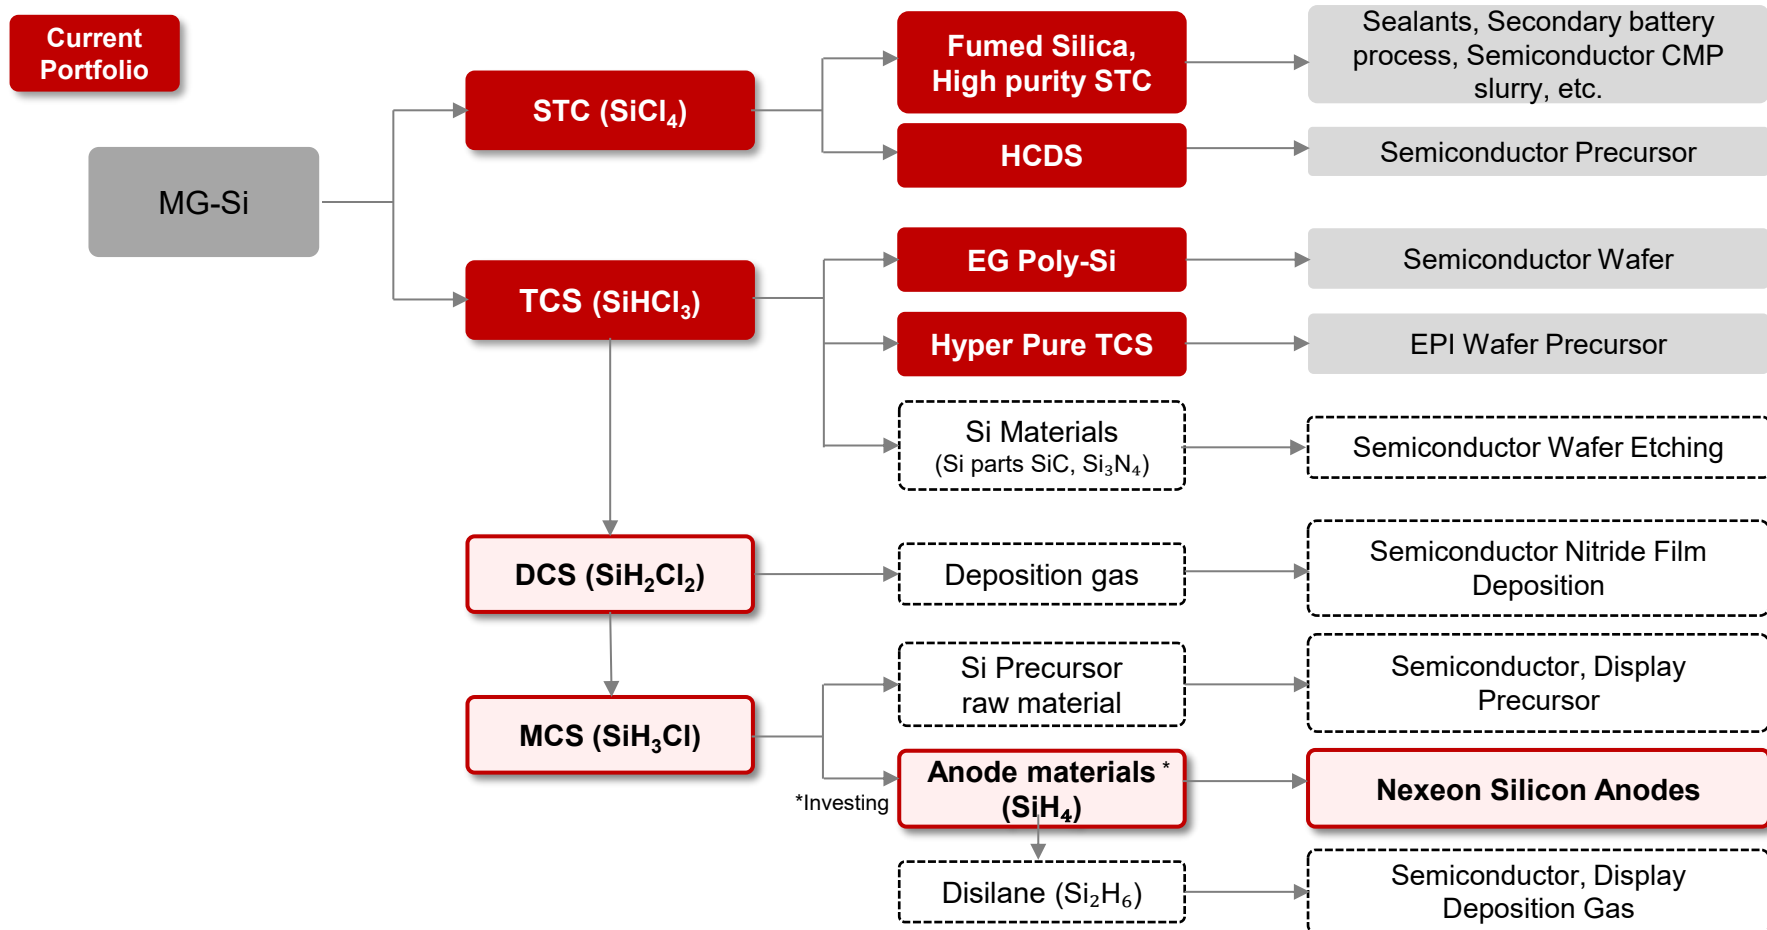 Current
Portfolio
MG-Si
STC (SiCl₄)
TCS (SiHCl₃)
DCS (SiH₂Cl₂)
MCS (SiH₃Cl)
Fumed Silica,
High purity STC
Sealants, Secondary battery
process, Semiconductor CMP
slurry, etc.
HCDS
Semiconductor Precursor
EG Poly-Si
Semiconductor Wafer
Hyper Pure TCS
EPI Wafer Precursor
Si Materials
(Si parts SiC, Si₃N₄)
Semiconductor Wafer Etching
Deposition gas
Semiconductor Nitride Film
Deposition
Si Precursor
raw material
Semiconductor, Display
Precursor
*Investing
Anode materials *
(SiH₄)
Nexeon Silicon Anodes
Disilane (Si₂H₆)
Semiconductor, Display
Deposition Gas